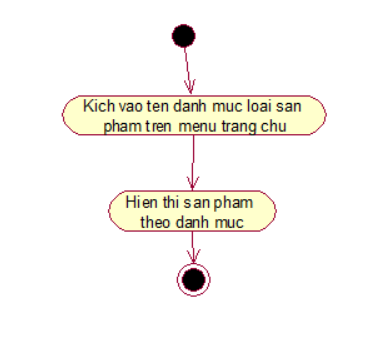 Kich vao ten danh muc loai san
pham tren menu trang chu
Hien thi san pham
theo danh muc